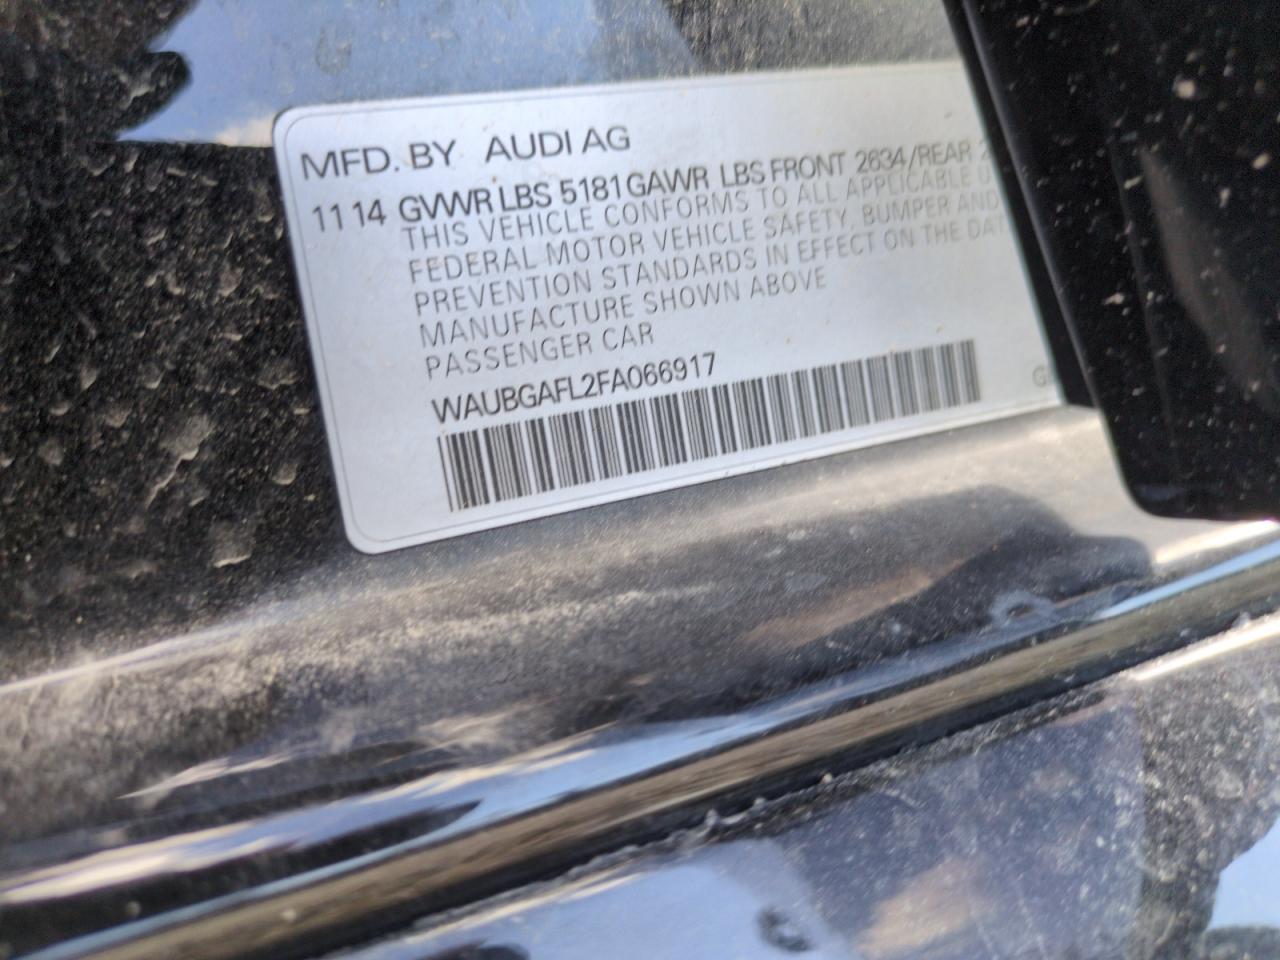 MFD. BY AUDI AG
11 14 GVWR LBS 5181 GAWR LBS FRONT 2634/REAR
THIS VEHICLE CONFORMS TO ALL APPLICABLE
FEDERAL MOTOR VEHICLE SAFETY, BUMPER AND
PREVENTION STANDARDS IN EFFECT ON THE DAT
MANUFACTURE SHOWN ABOVE
PASSENGER CAR
WAUBGAFL2FA066917